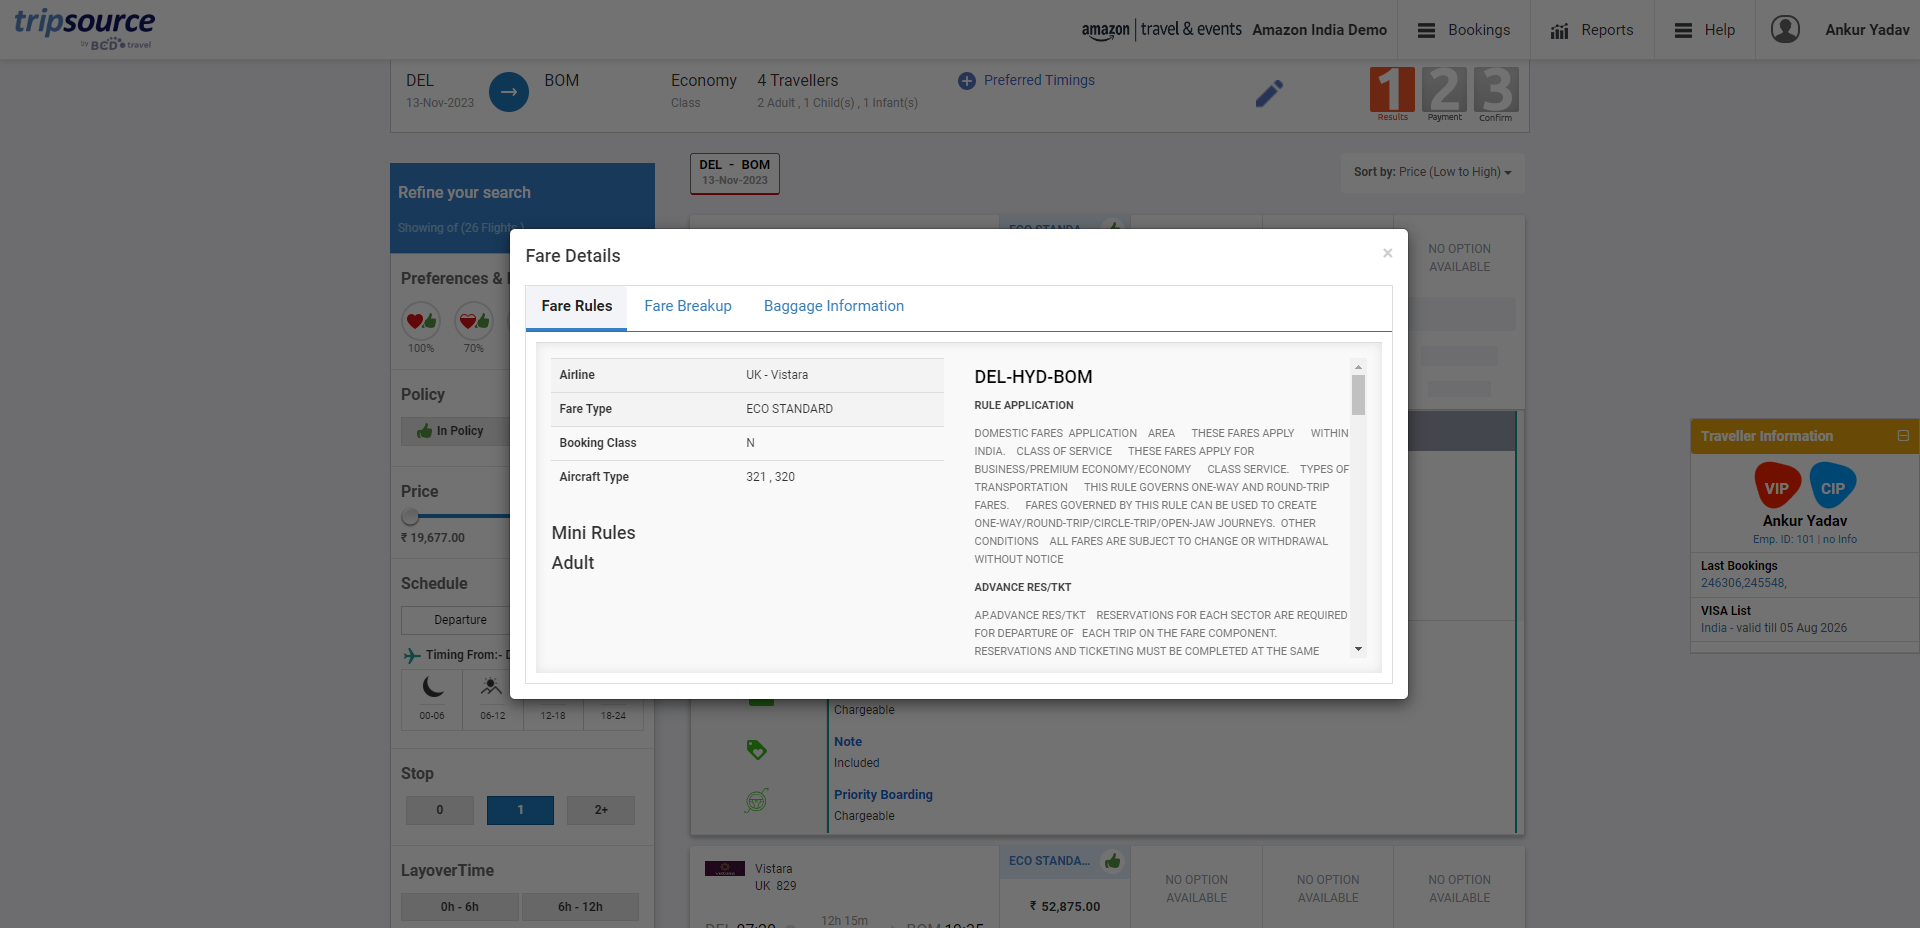 tripsource
by BCD travel
amazon travel & events Amazon India Demo
Bookings
Reports
Help
Ankur Yadav
DEL
13-Nov-2023
BOM
Economy
Class
4 Travellers
2 Adult , 1 Child(s) , 1 Infant(s)
Preferred Timings
1 2 3
Results Payment Confirm
Refine your search
Showing of (26 Flights )
DEL - BOM
13-Nov-2023
Sort by: Price (Low to High)
ECO STANDA...
NO OPTION
AVAILABLE
Preferences &
100% 70%
Policy
In Policy
Price
₹ 19,677.00
Schedule
Departure
Timing From:-
00-06 06-12 12-18 18-24
Stop
0 1 2+
LayoverTime
0h - 6h 6h - 12h
Fare Details
×
Fare Rules Fare Breakup Baggage Information
Airline UK - Vistara
Fare Type ECO STANDARD
Booking Class N
Aircraft Type 321 , 320
Mini Rules
Adult
DEL-HYD-BOM
RULE APPLICATION
DOMESTIC FARES APPLICATION AREA THESE FARES APPLY WITHIN
INDIA. CLASS OF SERVICE THESE FARES APPLY FOR
BUSINESS/PREMIUM ECONOMY/ECONOMY CLASS SERVICE. TYPES OF
TRANSPORTATION THIS RULE GOVERNS ONE-WAY AND ROUND-TRIP
FARES. FARES GOVERNED BY THIS RULE CAN BE USED TO CREATE
ONE-WAY/ROUND-TRIP/CIRCLE-TRIP/OPEN-JAW JOURNEYS. OTHER
CONDITIONS ALL FARES ARE SUBJECT TO CHANGE OR WITHDRAWAL
WITHOUT NOTICE
ADVANCE RES/TKT
AP.ADVANCE RES/TKT RESERVATIONS FOR EACH SECTOR ARE REQUIRED
FOR DEPARTURE OF EACH TRIP ON THE FARE COMPONENT.
RESERVATIONS AND TICKETING MUST BE COMPLETED AT THE SAME
Chargeable
Note
Included
Priority Boarding
Chargeable
Vistara
UK 829
12h 15m
ECO STANDA...
₹ 52,875.00
NO OPTION
AVAILABLE
NO OPTION
AVAILABLE
NO OPTION
AVAILABLE
Traveller Information
VIP CIP
Ankur Yadav
Emp. ID: 101 | no Info
Last Bookings
246306,245548,
VISA List
India - valid till 05 Aug 2026